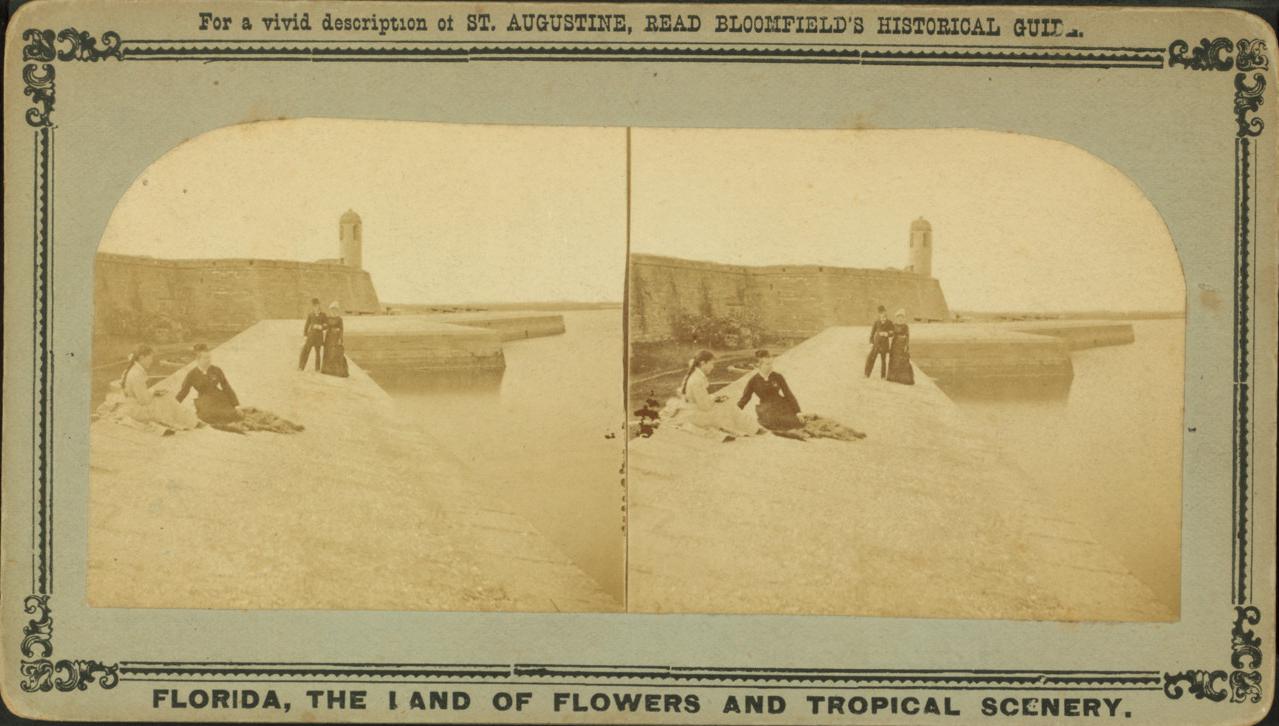 For a vivid description of ST. AUGUSTINE, READ BLOOMFIELD'S HISTORICAL GUIDE.
FLORIDA, THE LAND OF FLOWERS AND TROPICAL SCENERY.